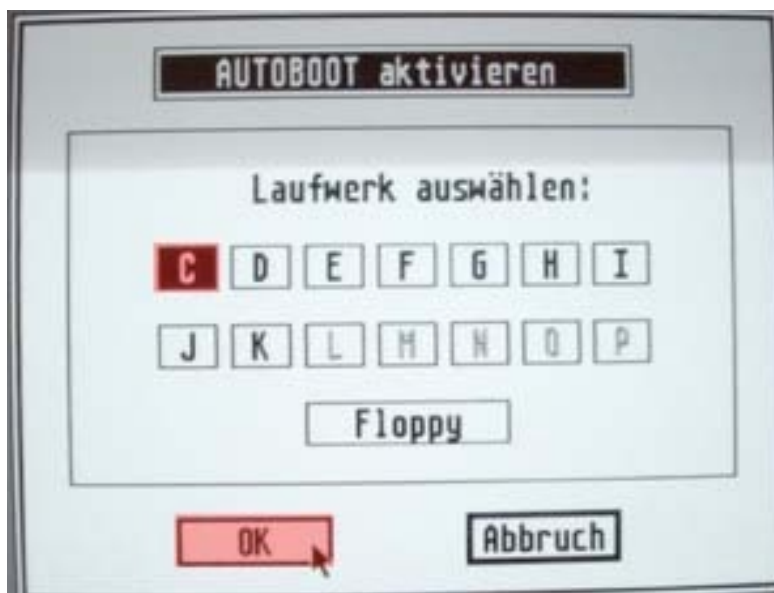 AUTOBOOT aktivieren
Laufwerk auswählen:
C D E F G H I
J K L M N O P
Floppy
OK Abbruch